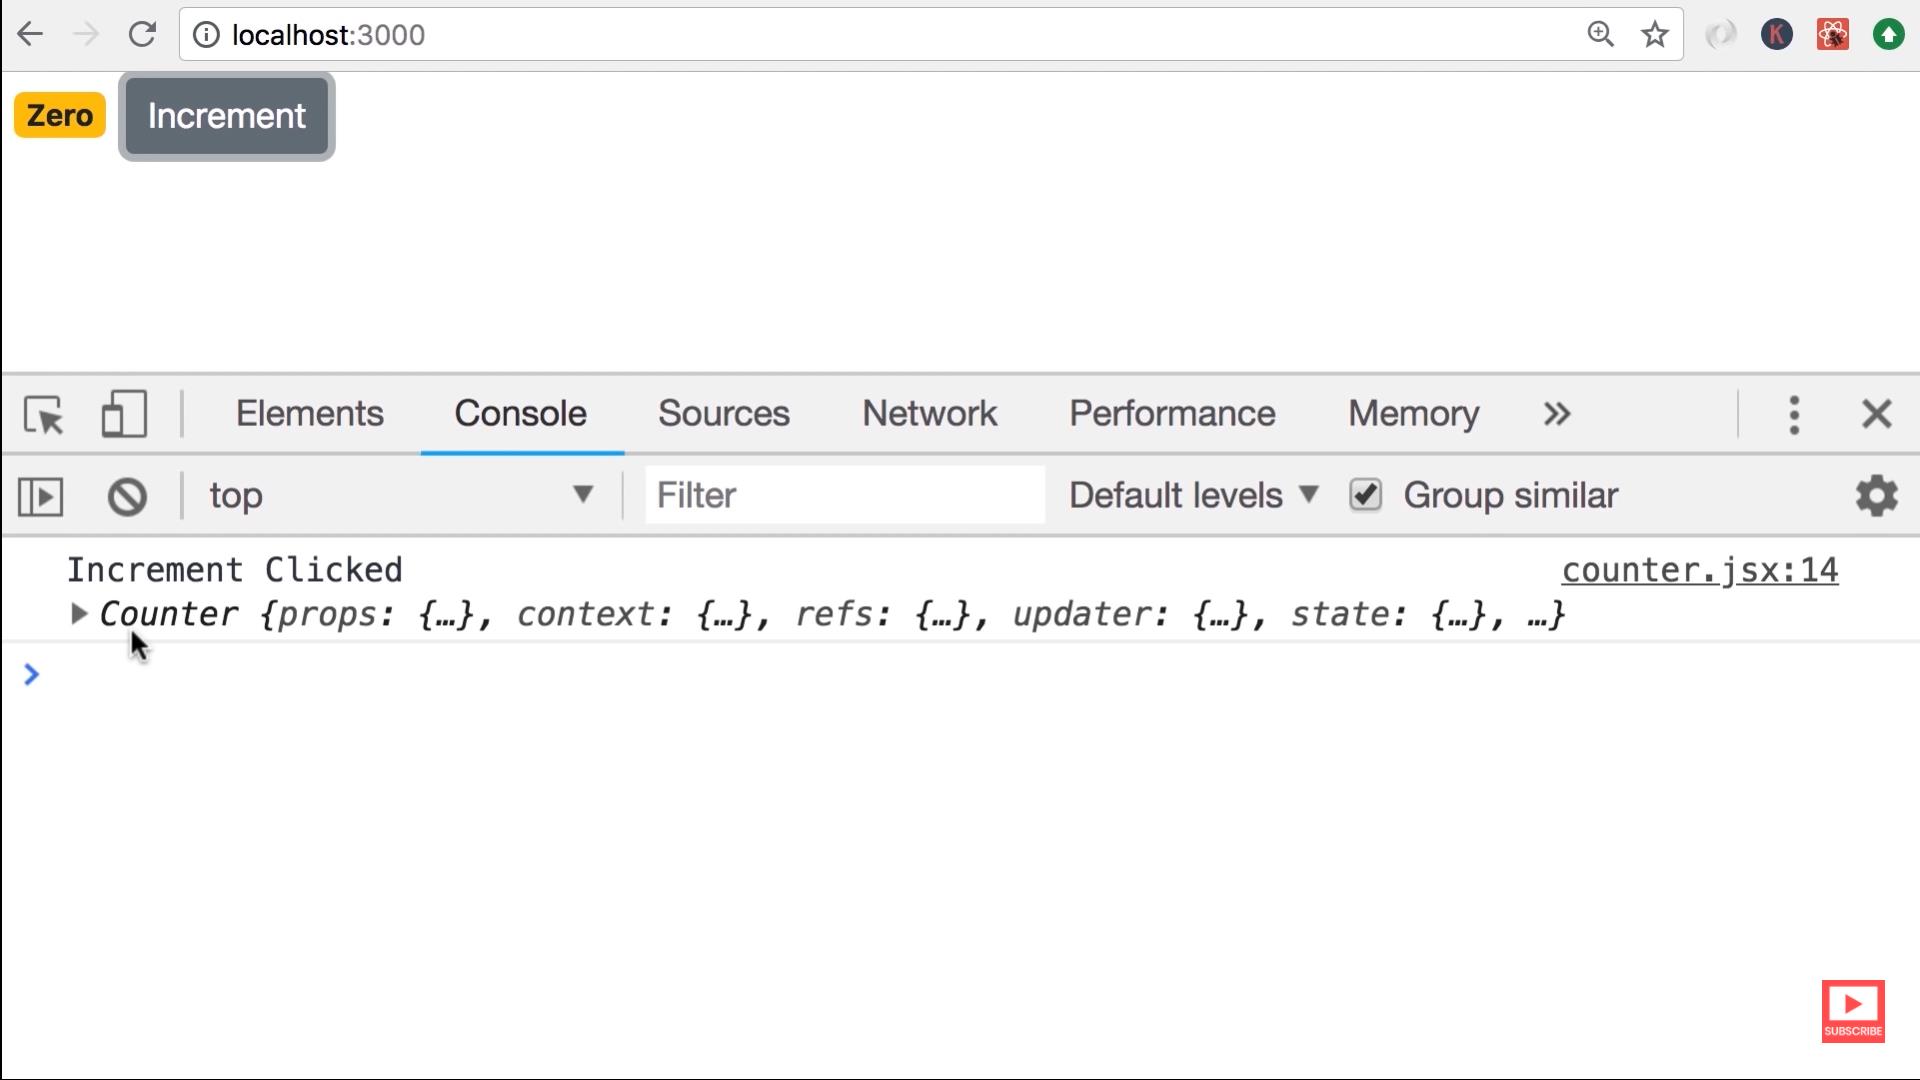 localhost:3000
K
Zero Increment
Elements Console Sources Network Performance Memory »
top Filter Default levels Group similar
Increment Clicked counter.jsx:14
Counter {props: {…}, context: {…}, refs: {…}, updater: {…}, state: {…}, …}
SUBSCRIBE